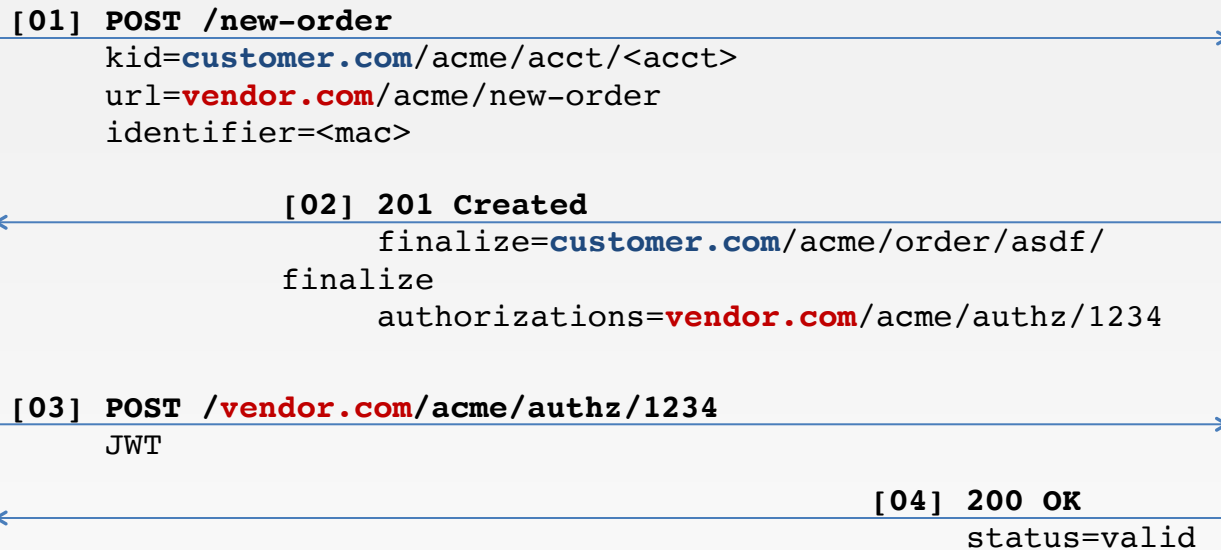 [01] POST /new-order
kid=customer.com/acme/acct/<acct>
url=vendor.com/acme/new-order
identifier=<mac>
[02] 201 Created
finalize=customer.com/acme/order/asdf/
finalize
authorizations=vendor.com/acme/authz/1234
[03] POST /vendor.com/acme/authz/1234
JWT
[04] 200 OK
status=valid